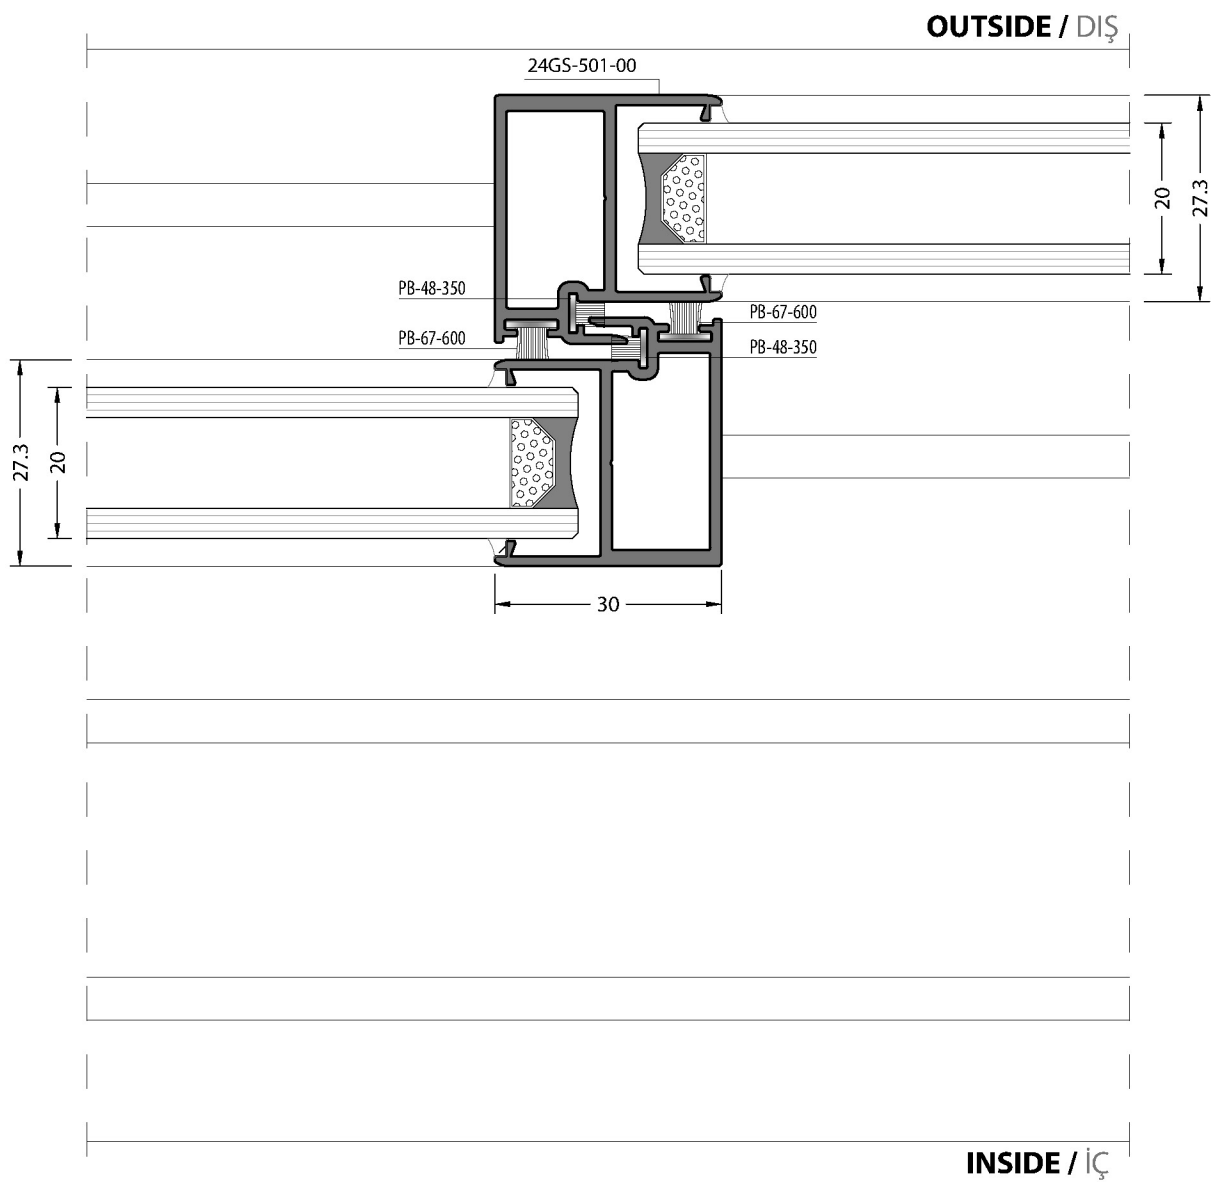 OUTSIDE / DIŞ
24GS-501-00
20
27.3
PB-48-350
PB-67-600
PB-67-600
PB-48-350
27.3
20
30
INSIDE / İÇ